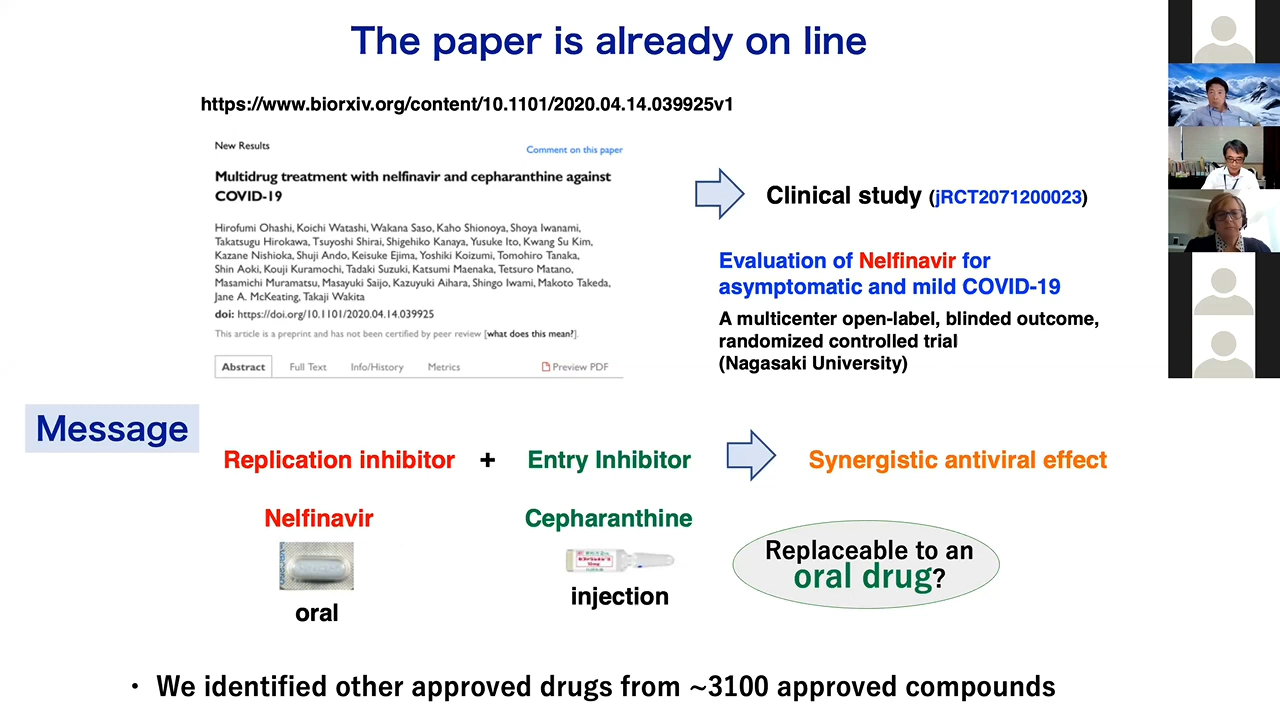 The paper is already on line
https://www.biorxiv.org/content/10.1101/2020.04.14.039925v1
New Results
Comment on this paper
Multidrug treatment with nelfinavir and cepharanthine against
COVID-19
Hirofumi Ohashi, Koichi Watashi, Wakana Saso, Kaho Shionoya, Shoya Iwanami,
Takatsugu Hirokawa, Tsuyoshi Shirai, Shigehiko Kanaya, Yusuke Ito, Kwang Su Kim,
Kazane Nishioka, Shuji Ando, Keisuke Ejima, Yoshiki Koizumi, Tomohiro Tanaka,
Shin Aoki, Kouji Kuramochi, Tadaki Suzuki, Katsumi Maenaka, Tetsuro Matano,
Masamichi Muramatsu, Masayuki Saijo, Kazuyuki Aihara, Shingo Iwami, Makoto Takeda,
Jane A. McKeating, Takaji Wakita
doi: https://doi.org/10.1101/2020.04.14.039925
This article is a preprint and has not been certified by peer review [what does this mean?].
Abstract Full Text Info/History Metrics Preview PDF
Clinical study (jRCT2071200023)
Evaluation of Nelfinavir for
asymptomatic and mild COVID-19
A multicenter open-label, blinded outcome,
randomized controlled trial
(Nagasaki University)
Message
Replication inhibitor + Entry Inhibitor Synergistic antiviral effect
Nelfinavir Cepharanthine
oral
injection
Replaceable to an
oral drug?
・ We identified other approved drugs from ~3100 approved compounds